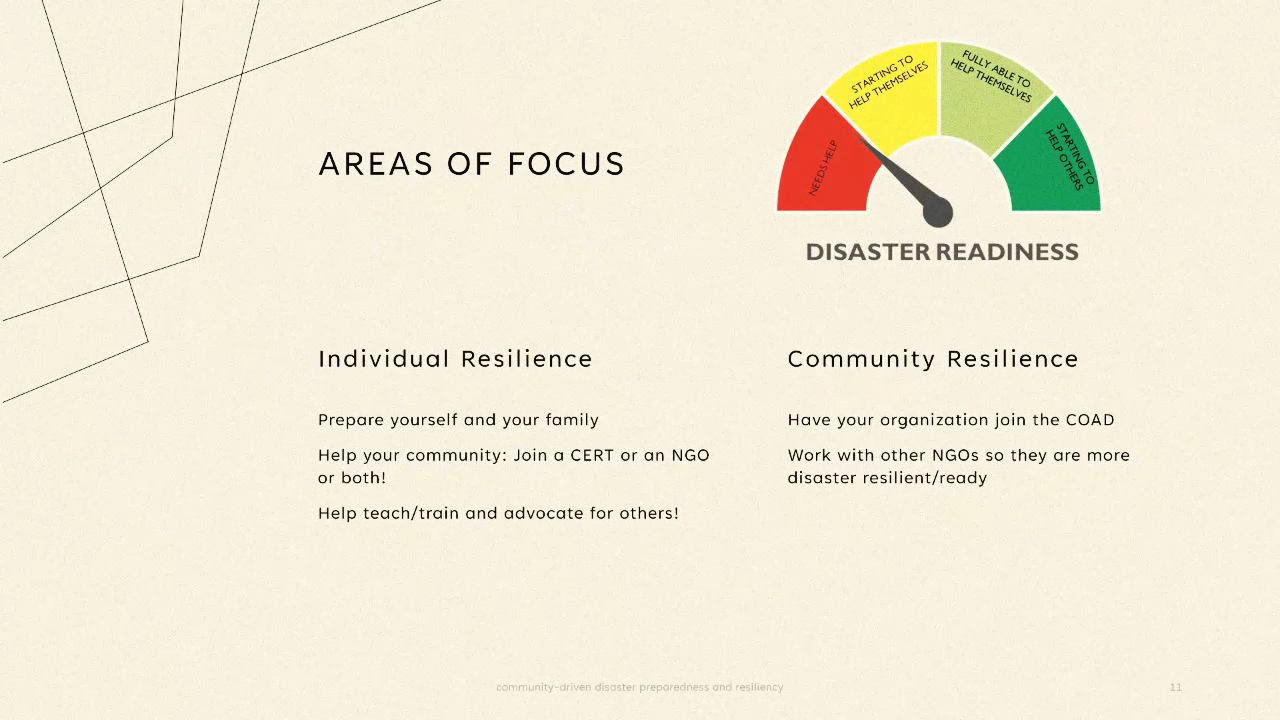 AREAS OF FOCUS
NEEDS HELP
STARTING TO
HELP THEMSELVES
FULLY ABLE TO
HELP THEMSELVES
STARTING TO
HELP OTHERS
DISASTER READINESS
Individual Resilience
Prepare yourself and your family
Help your community: Join a CERT or an NGO
or both!
Help teach/train and advocate for others!
Community Resilience
Have your organization join the COAD
Work with other NGOs so they are more
disaster resilient/ready
community-driven disaster preparedness and resiliency
11